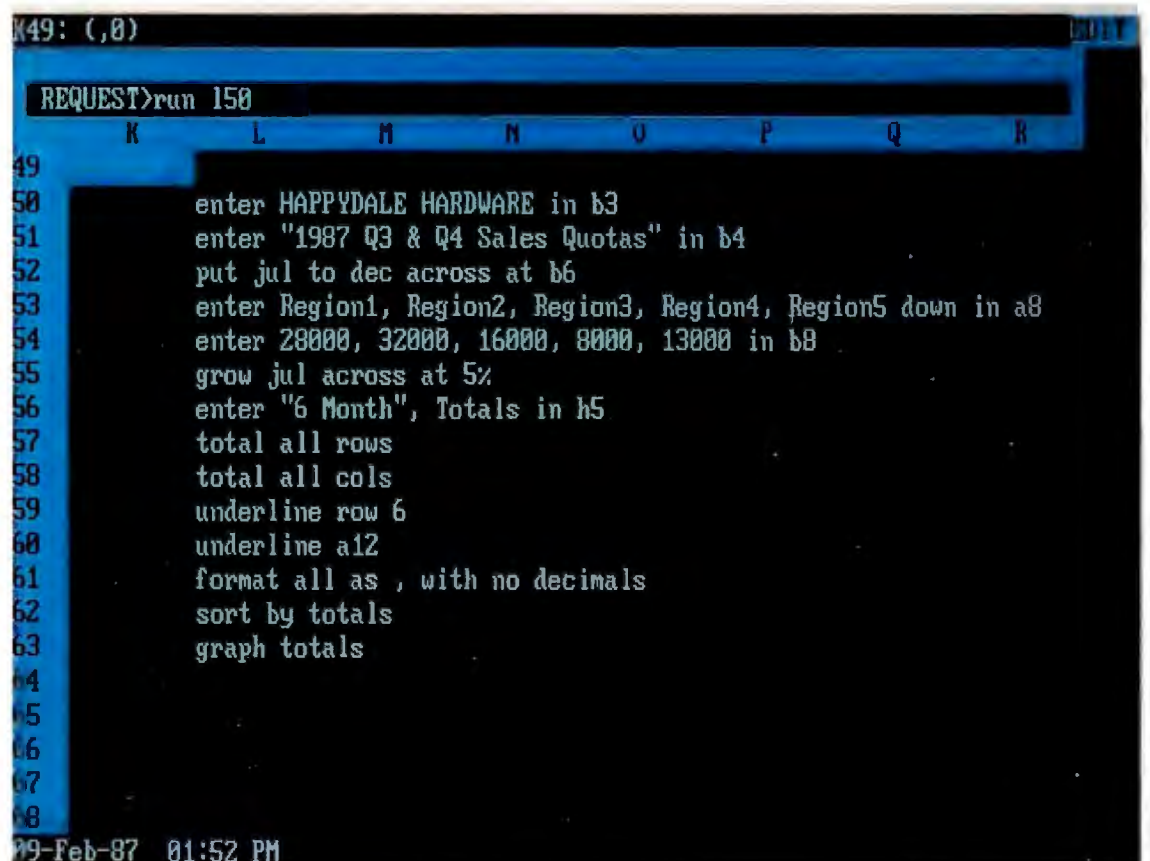 K49: (,0) EDIT
REQUEST>run l50
K L M N O P Q R
49
50 enter HAPPYDALE HARDWARE in b3
51 enter "1987 Q3 & Q4 Sales Quotas" in b4
52 put jul to dec across at b6
53 enter Region1, Region2, Region3, Region4, Region5 down in a8
54 enter 28000, 32000, 16000, 8000, 13000 in b8
55 grow jul across at 5%
56 enter "6 Month", Totals in h5
57 total all rows
58 total all cols
59 underline row 6
60 underline a12
61 format all as , with no decimals
62 sort by totals
63 graph totals
64
65
66
67
68
09-Feb-87 01:52 PM